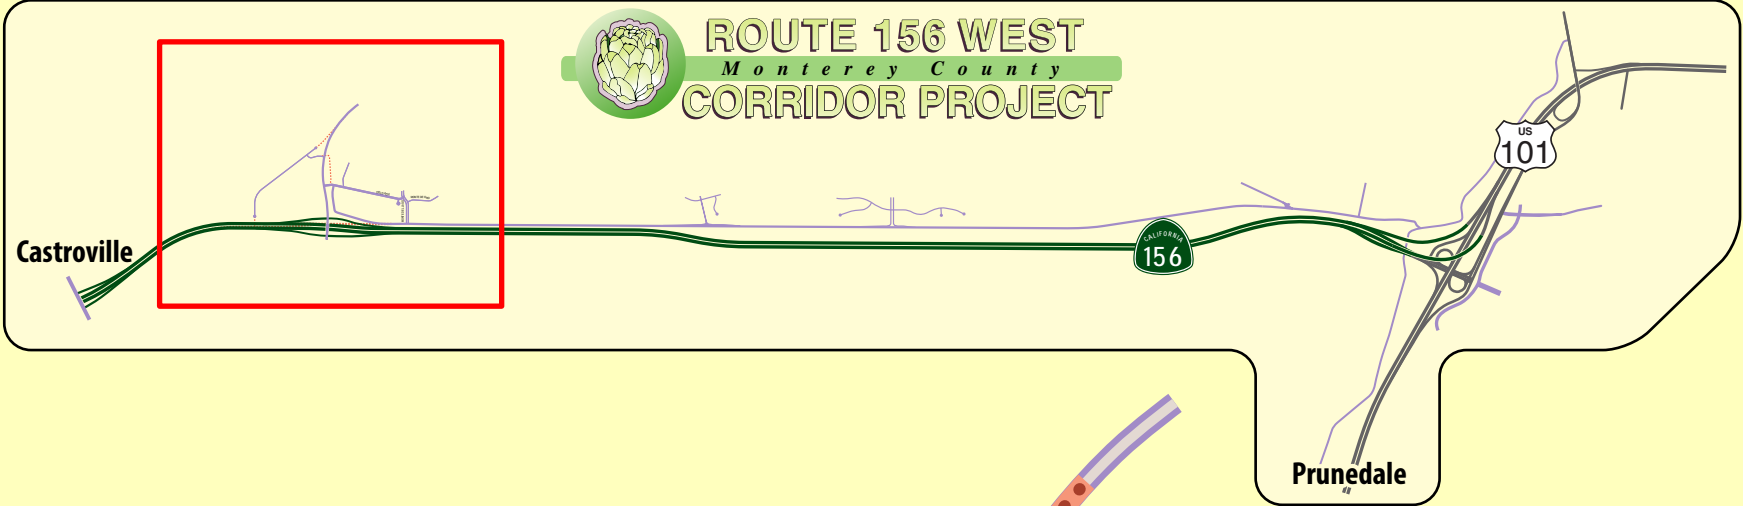 ROUTE 156 WEST
Monterey County
CORRIDOR PROJECT
US
101
Castroville
CALIFORNIA
156
Prunedale